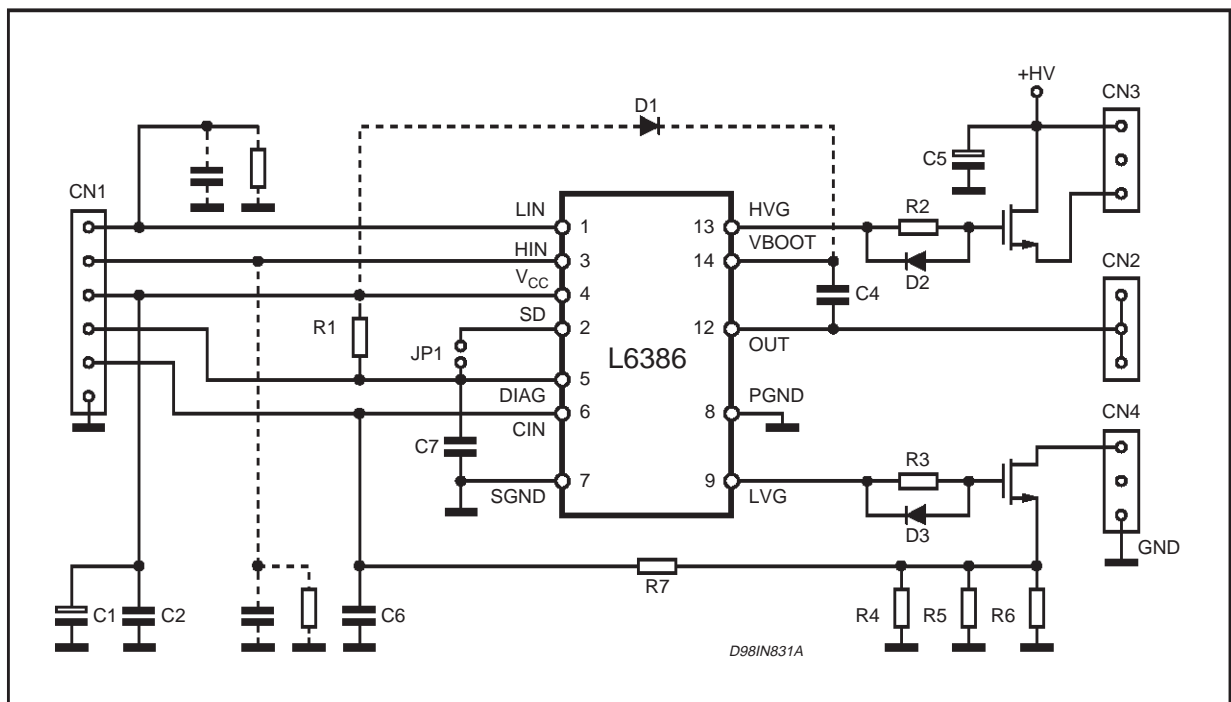 +HV
CN3
D1
C5
CN1
LIN
1
13
HVG
R2
VBOOT
HIN
3
14
D2
CN2
VCC
4
C4
R1
SD
2
12
OUT
JP1
L6386
5
DIAG
PGND
6
8
CN4
CIN
C7
R3
7
9
SGND
LVG
D3
GND
R7
C1
C2
C6
R4
R5
R6
D98IN831A